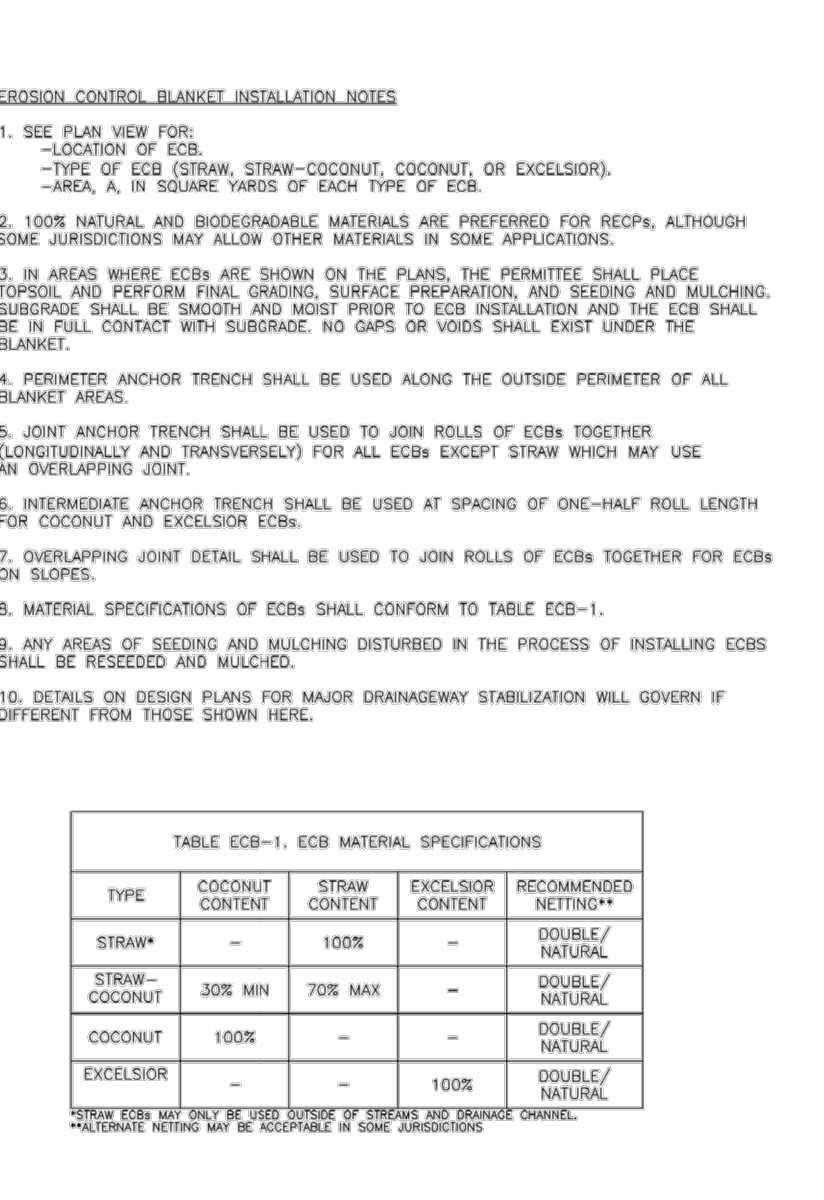 EROSION CONTROL BLANKET INSTALLATION NOTES
1. SEE PLAN VIEW FOR:
-LOCATION OF ECB.
-TYPE OF ECB (STRAW, STRAW-COCONUT, COCONUT, OR EXCELSIOR).
-AREA, A, IN SQUARE YARDS OF EACH TYPE OF ECB.
2. 100% NATURAL AND BIODEGRADABLE MATERIALS ARE PREFERRED FOR RECPs, ALTHOUGH
SOME JURISDICTIONS MAY ALLOW OTHER MATERIALS IN SOME APPLICATIONS.
3. IN AREAS WHERE ECBs ARE SHOWN ON THE PLANS, THE PERMITTEE SHALL PLACE
TOPSOIL AND PERFORM FINAL GRADING, SURFACE PREPARATION, AND SEEDING AND MULCHING.
SUBGRADE SHALL BE SMOOTH AND MOIST PRIOR TO ECB INSTALLATION AND THE ECB SHALL
BE IN FULL CONTACT WITH SUBGRADE. NO GAPS OR VOIDS SHALL EXIST UNDER THE
BLANKET.
4. PERIMETER ANCHOR TRENCH SHALL BE USED ALONG THE OUTSIDE PERIMETER OF ALL
BLANKET AREAS.
5. JOINT ANCHOR TRENCH SHALL BE USED TO JOIN ROLLS OF ECBs TOGETHER
(LONGITUDINALLY AND TRANSVERSELY) FOR ALL ECBs EXCEPT STRAW WHICH MAY USE
AN OVERLAPPING JOINT.
6. INTERMEDIATE ANCHOR TRENCH SHALL BE USED AT SPACING OF ONE-HALF ROLL LENGTH
FOR COCONUT AND EXCELSIOR ECBs.
7. OVERLAPPING JOINT DETAIL SHALL BE USED TO JOIN ROLLS OF ECBs TOGETHER FOR ECBs
ON SLOPES.
8. MATERIAL SPECIFICATIONS OF ECBs SHALL CONFORM TO TABLE ECB-1.
9. ANY AREAS OF SEEDING AND MULCHING DISTURBED IN THE PROCESS OF INSTALLING ECBS
SHALL BE RESEEDED AND MULCHED.
10. DETAILS ON DESIGN PLANS FOR MAJOR DRAINAGEWAY STABILIZATION WILL GOVERN IF
DIFFERENT FROM THOSE SHOWN HERE.
TABLE ECB-1. ECB MATERIAL SPECIFICATIONS
TYPE COCONUT CONTENT STRAW CONTENT EXCELSIOR CONTENT RECOMMENDED NETTING**
STRAW* - 100% - DOUBLE/ NATURAL
STRAW- COCONUT 30% MIN 70% MAX - DOUBLE/ NATURAL
COCONUT 100% - - DOUBLE/ NATURAL
EXCELSIOR - - 100% DOUBLE/ NATURAL
*STRAW ECBs MAY ONLY BE USED OUTSIDE OF STREAMS AND DRAINAGE CHANNEL.
**ALTERNATE NETTING MAY BE ACCEPTABLE IN SOME JURISDICTIONS